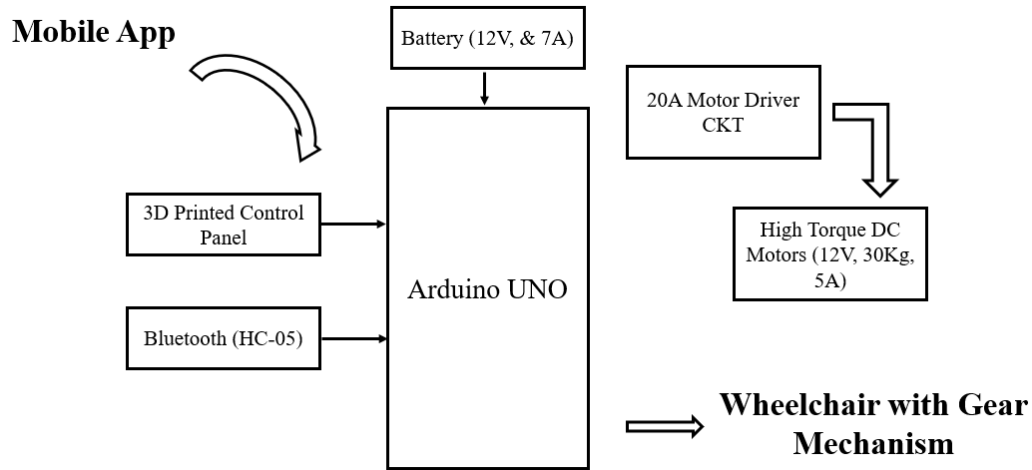 Mobile App
Battery (12V, & 7A)
20A Motor Driver
CKT
3D Printed Control
Panel
High Torque DC
Motors (12V, 30Kg,
5A)
Arduino UNO
Bluetooth (HC-05)
Wheelchair with Gear
Mechanism